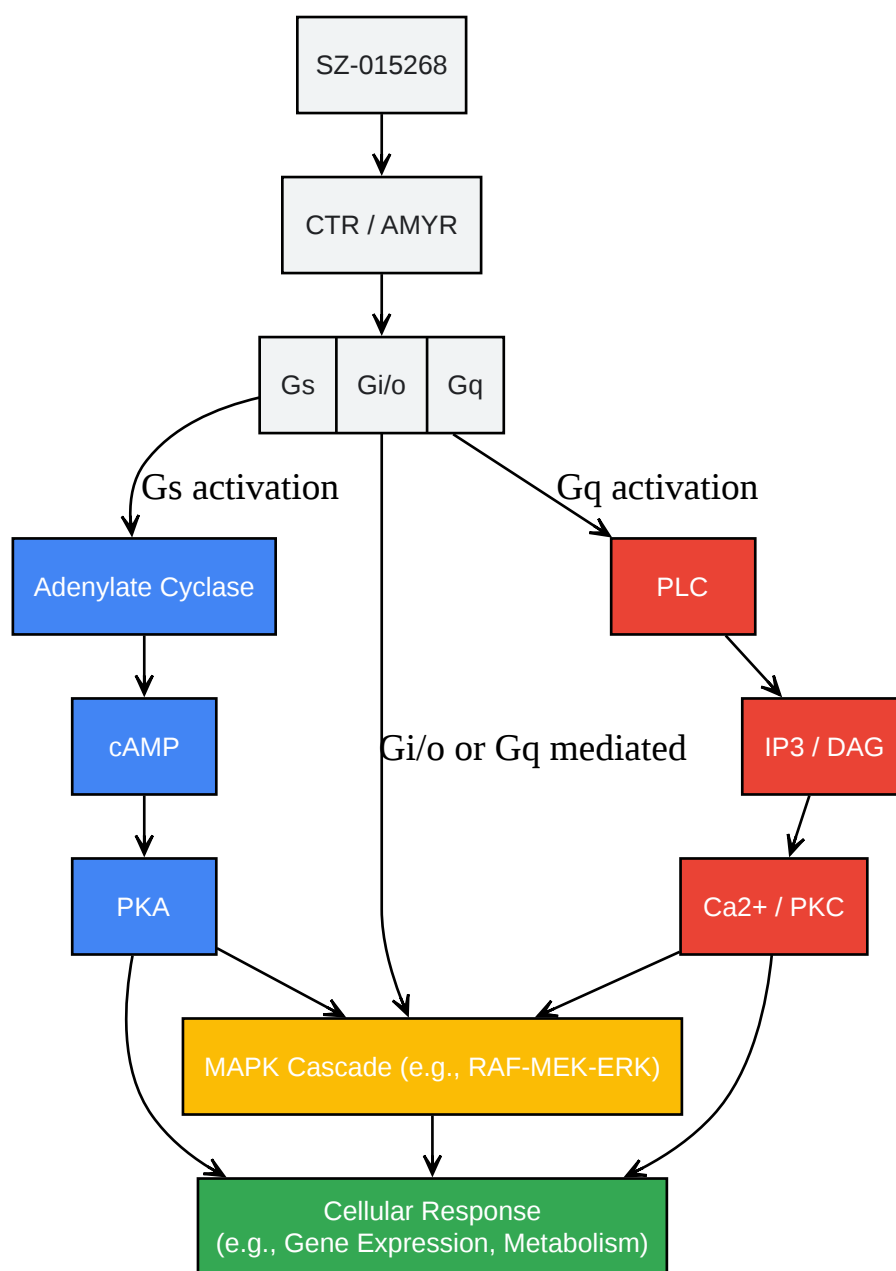 SZ-015268
CTR / AMYR
Gs
Gi/o
Gq
Gs activation
Gq activation
Adenylate Cyclase
PLC
cAMP
Gi/o or Gq mediated
IP3 / DAG
PKA
Ca2+ / PKC
MAPK Cascade (e.g., RAF-MEK-ERK)
Cellular Response
(e.g., Gene Expression, Metabolism)